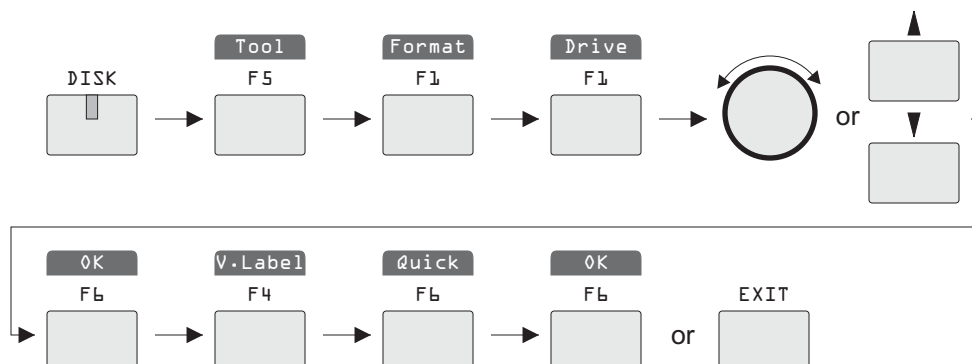 Tool Format Drive
DISK F5 F1 F1
or
OK V.Label Quick OK
F6 F4 F6 F6 EXIT
or